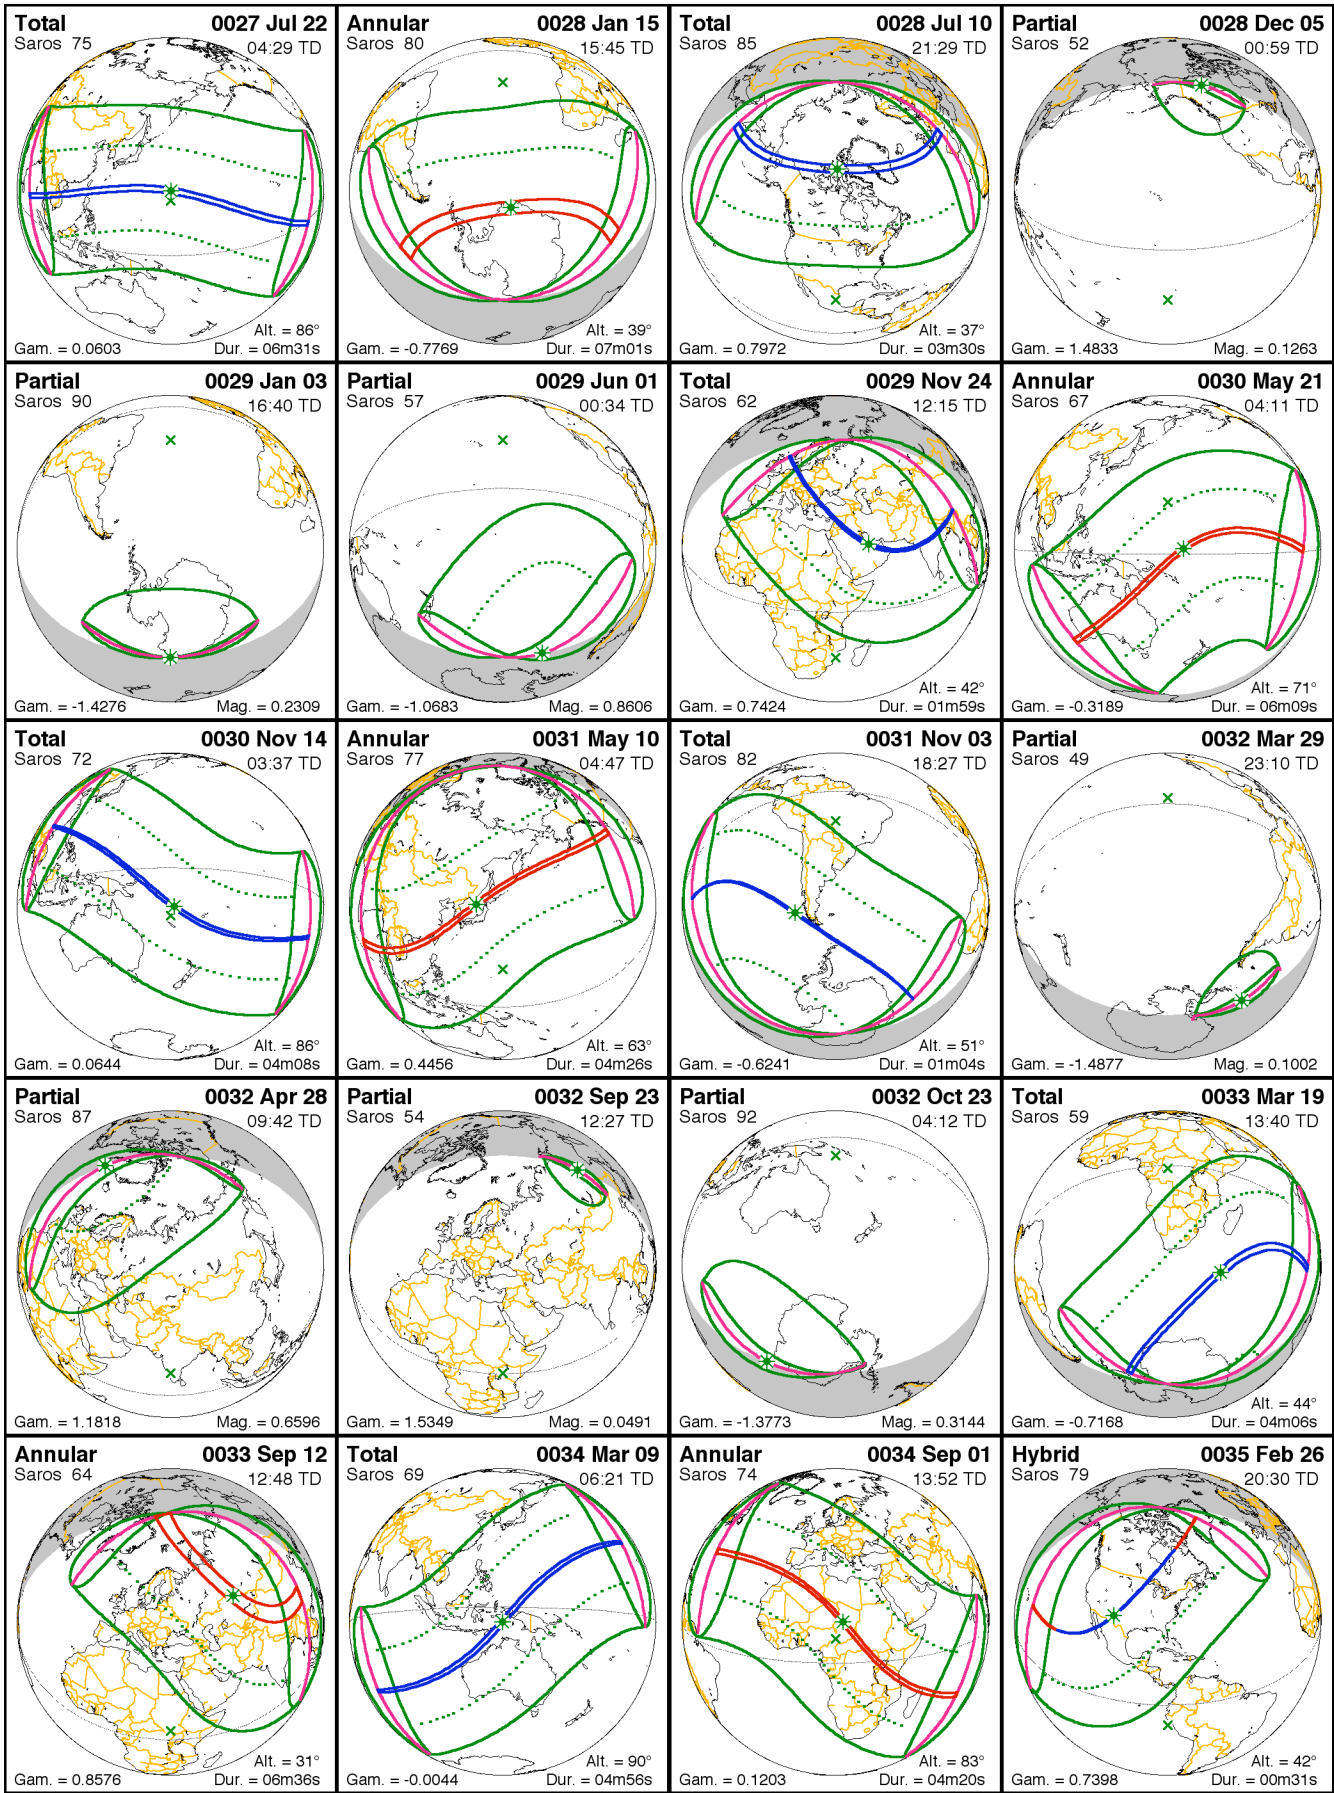 Total 0027 Jul 22
Saros 75 04:29 TD
Alt. = 86°
Gam. = 0.0603 Dur. = 06m31s
Annular 0028 Jan 15
Saros 80 15:45 TD
Alt. = 39°
Gam. = -0.7769 Dur. = 07m01s
Total 0028 Jul 10
Saros 85 21:29 TD
Alt. = 37°
Gam. = 0.7972 Dur. = 03m30s
Partial 0028 Dec 05
Saros 52 00:59 TD
Gam. = 1.4833 Mag. = 0.1263
Partial 0029 Jan 03
Saros 90 16:40 TD
Gam. = -1.4276 Mag. = 0.2309
Partial 0029 Jun 01
Saros 57 00:34 TD
Gam. = -1.0683 Mag. = 0.8606
Total 0029 Nov 24
Saros 62 12:15 TD
Alt. = 42°
Gam. = 0.7424 Dur. = 01m59s
Annular 0030 May 21
Saros 67 04:11 TD
Alt. = 71°
Gam. = -0.3189 Dur. = 06m09s
Total 0030 Nov 14
Saros 72 03:37 TD
Alt. = 86°
Gam. = 0.0644 Dur. = 04m08s
Annular 0031 May 10
Saros 77 04:47 TD
Alt. = 63°
Gam. = 0.4456 Dur. = 04m26s
Total 0031 Nov 03
Saros 82 18:27 TD
Alt. = 51°
Gam. = -0.6241 Dur. = 01m04s
Partial 0032 Mar 29
Saros 49 23:10 TD
Gam. = -1.4877 Mag. = 0.1002
Partial 0032 Apr 28
Saros 87 09:42 TD
Gam. = 1.1818 Mag. = 0.6596
Partial 0032 Sep 23
Saros 54 12:27 TD
Gam. = 1.5349 Mag. = 0.0491
Partial 0032 Oct 23
Saros 92 04:12 TD
Gam. = -1.3773 Mag. = 0.3144
Total 0033 Mar 19
Saros 59 13:40 TD
Alt. = 44°
Gam. = -0.7168 Dur. = 04m06s
Annular 0033 Sep 12
Saros 64 12:48 TD
Alt. = 31°
Gam. = 0.8576 Dur. = 06m36s
Total 0034 Mar 09
Saros 69 06:21 TD
Alt. = 90°
Gam. = -0.0044 Dur. = 04m56s
Annular 0034 Sep 01
Saros 74 13:52 TD
Alt. = 83°
Gam. = 0.1203 Dur. = 04m20s
Hybrid 0035 Feb 26
Saros 79 20:30 TD
Alt. = 42°
Gam. = 0.7398 Dur. = 00m31s